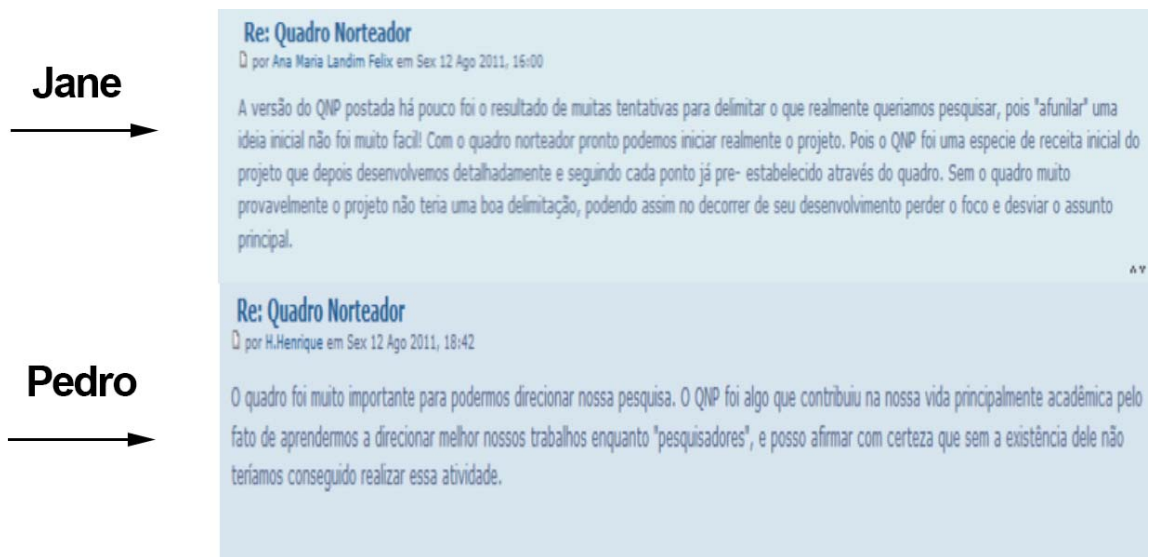 Jane
Re: Quadro Norteador
por Ana Maria Landim Felix em Sex 12 Ago 2011, 16:00
A versão do QNP postada há pouco foi o resultado de muitas tentativas para delimitar o que realmente queriamos pesquisar, pois "afunilar" uma
ideia inicial não foi muito facil! Com o quadro norteador pronto podemos iniciar realmente o projeto. Pois o QNP foi uma especie de receita inicial do
projeto que depois desenvolvemos detalhadamente e seguindo cada ponto já pre- estabelecido através do quadro. Sem o quadro muito
provavelmente o projeto não teria uma boa delimitação, podendo assim no decorrer de seu desenvolvimento perder o foco e desviar o assunto
principal.
Pedro
Re: Quadro Norteador
por H.Henrique em Sex 12 Ago 2011, 18:42
O quadro foi muito importante para podermos direcionar nossa pesquisa. O QNP foi algo que contribuiu na nossa vida principalmente acadêmica pelo
fato de aprendermos a direcionar melhor nossos trabalhos enquanto "pesquisadores", e posso afirmar com certeza que sem a existência dele não
teríamos conseguido realizar essa atividade.